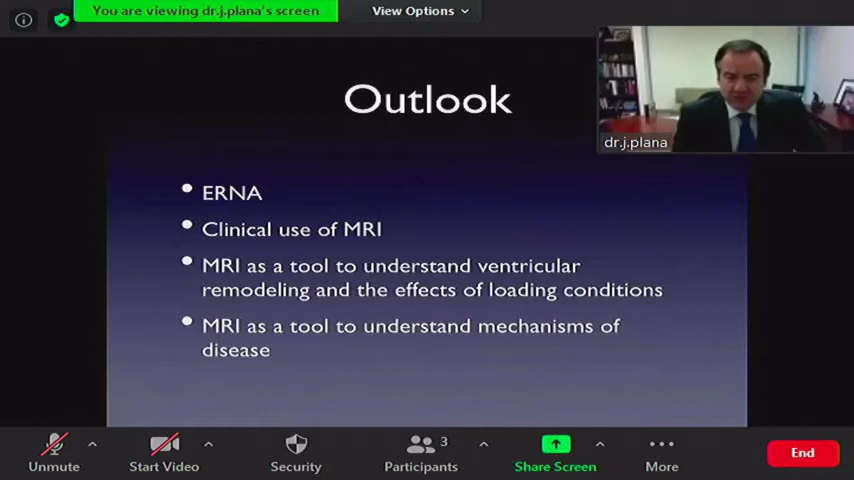 You are viewing dr.j.plana's screen
View Options
Outlook
dr.j.plana
• ERNA
• Clinical use of MRI
• MRI as a tool to understand ventricular
remodeling and the effects of loading conditions
• MRI as a tool to understand mechanisms of
disease
Unmute
Start Video
Security
3
Participants
Share Screen
More
End